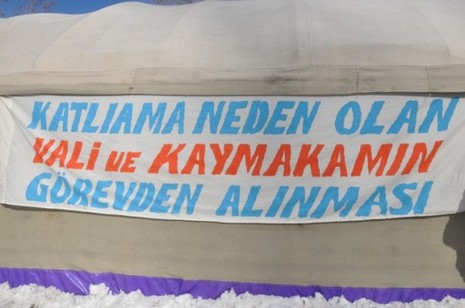 KATLIAMA NEDEN OLAN
VALİ ve KAYMAKAMIN
GÖREVDEN ALINMASI